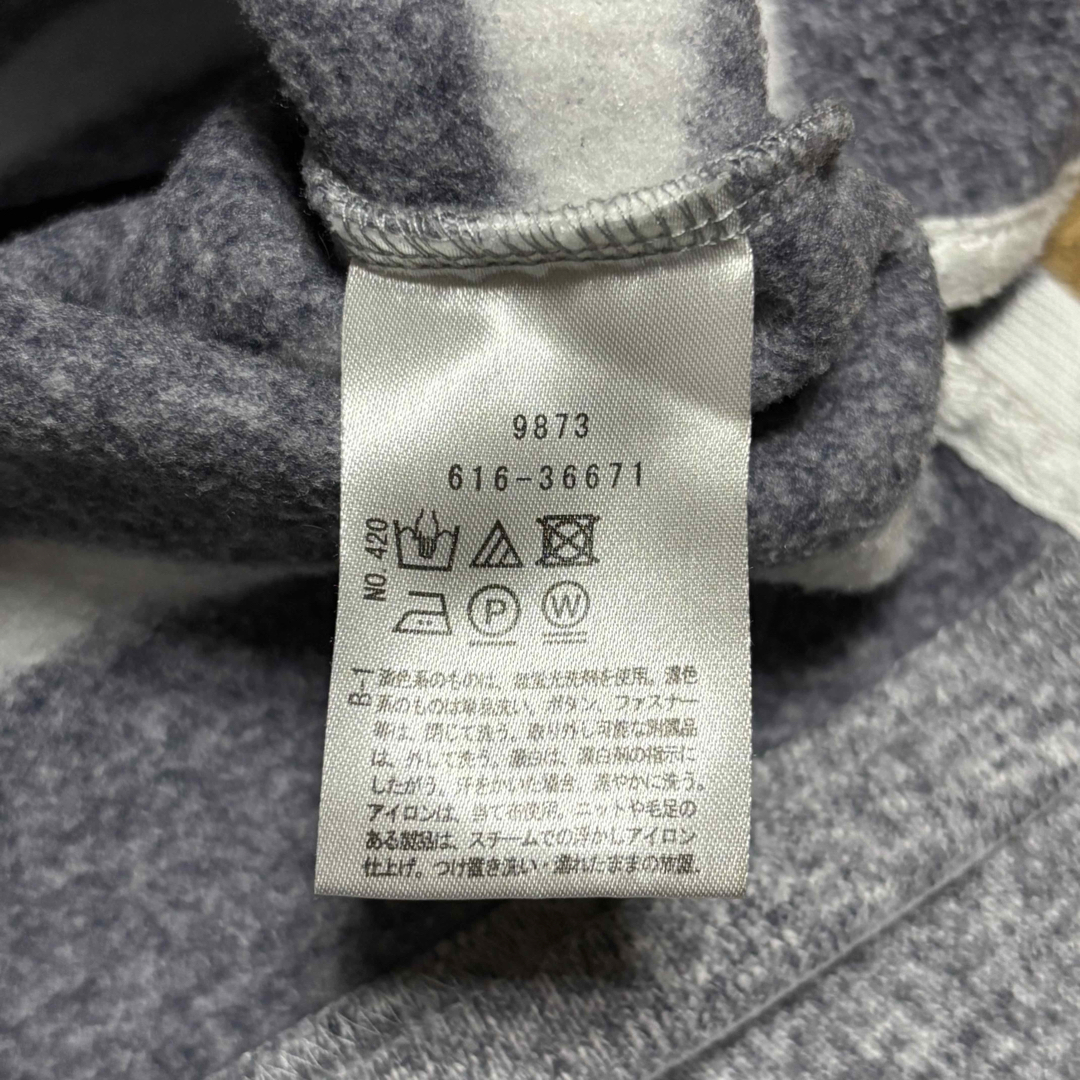 9873
616-36671
NO.420
P
W
B-1
淡色系のものは、無蛍光洗剤を使用。濃色
系のものは単品洗い。ボタン、ファスナー
等は、閉じて洗う。取り外し可能な附属品
は、外して洗う。漂白は、漂白剤の指示に
したがう。汗をかいた場合、速やかに洗う。
アイロンは、当て布使用。ニットや毛足の
ある製品は、スチームでの浮かしアイロン
仕上げ。つけ置き洗い・濡れたままの放置、